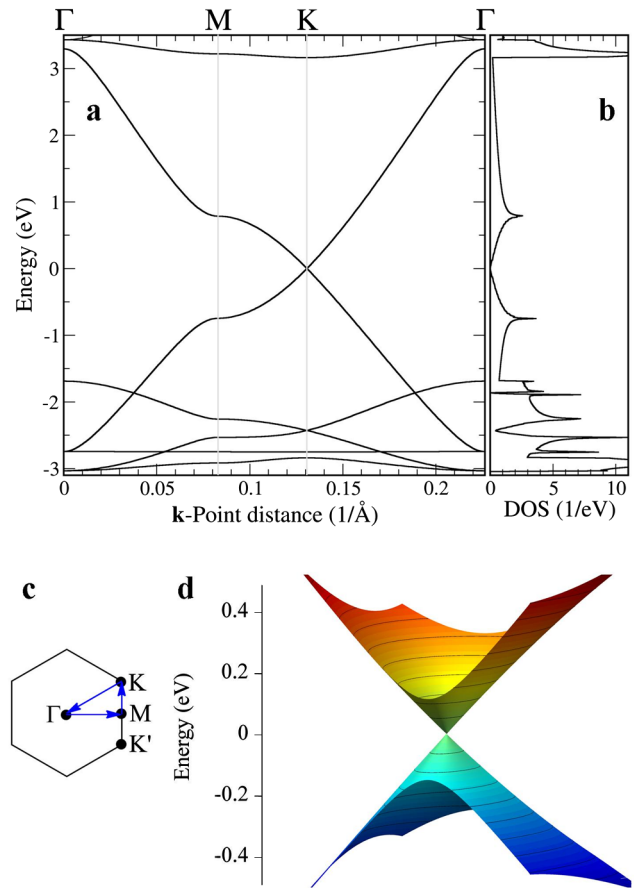 Γ M K Γ
3
2
1
0
-1
-2
-3
Energy (eV)
a
0 0.05 0.1 0.15 0.2
k-Point distance (1/Å)
b
0 5 10
DOS (1/eV)
c
K
Γ
M
K'
d
0.4
0.2
0
-0.2
-0.4
Energy (eV)